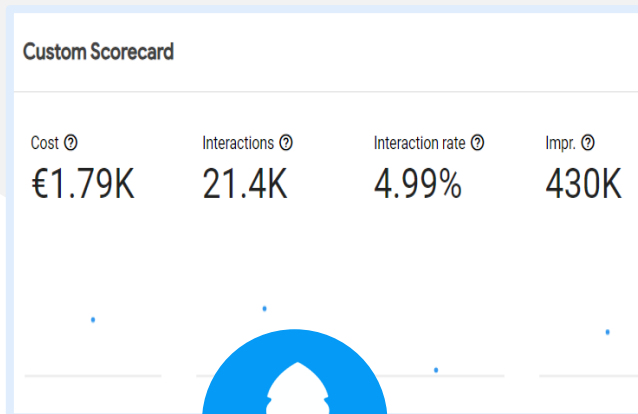 Custom Scorecard
Cost Interactions Interaction rate Impr.
€1.79K 21.4K 4.99% 430K